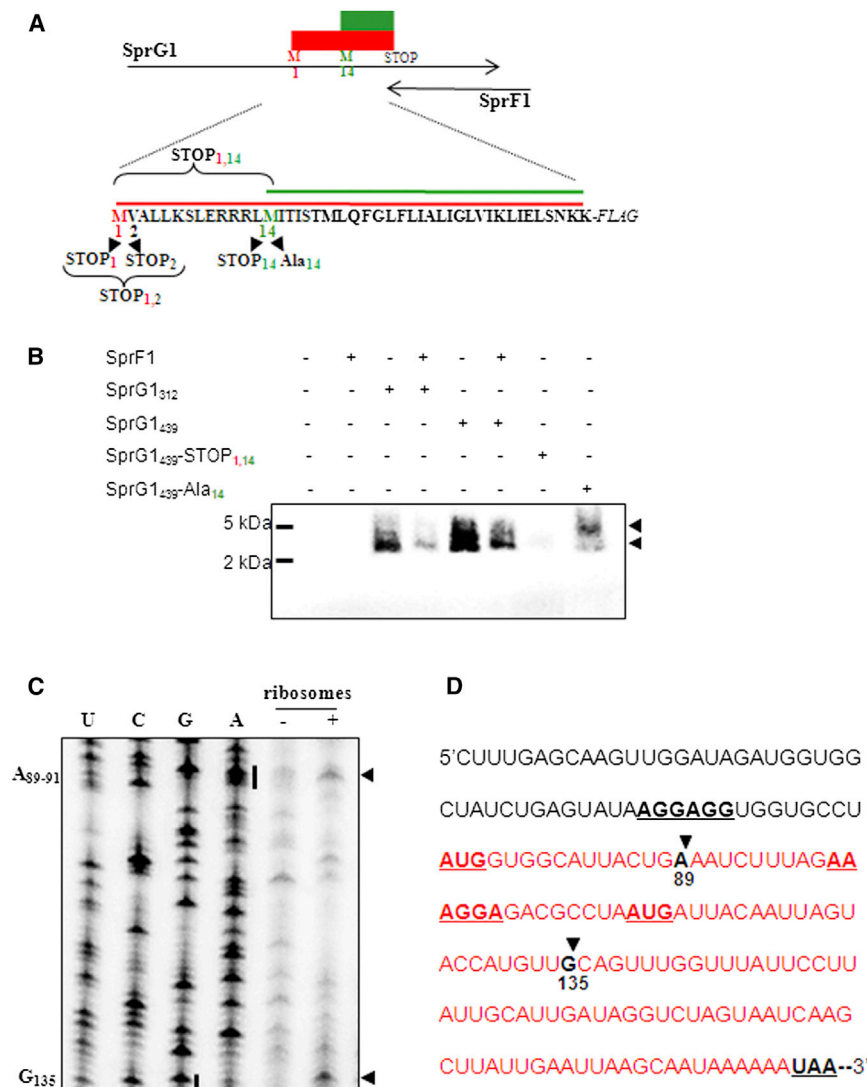 A
SprG1
M
M
STOP
1
14
SprF1
STOP1,14
MVALLKSLERRRLMITISTMLQFGLFLIALIGLVIKLIELSNKK-FLAG
1 2 14
STOP1 STOP2 STOP14 Ala14
STOP1,2
B
SprF1 - + - + - + - -
SprG1312 - - + + - - - -
SprG1439 - - - - + + - -
SprG1439-STOP1,14 - - - - - - + -
SprG1439-Ala14 - - - - - - - +
5 kDa
2 kDa
C
ribosomes
U C G A - +
A89-91
G135
D
5'CUUUGAGCAAGUUGGAUAGAUGGUGG
CUAUCUGAGUAUAAGGAGGUGGUGCCU
AUGGUGGCAUUACUGAAAUCUUUAGAA
89
AGGAGACGCCUAAUGAUUACAAUUAGU
ACCAUGUUGCAGUUUGGUUUAUUCCUU
135
AUUGCAUUGAUAGGUCUAGUAAUCAAG
CUUAUUGAAUUAAGCAAUAAAAAAUAA--3'